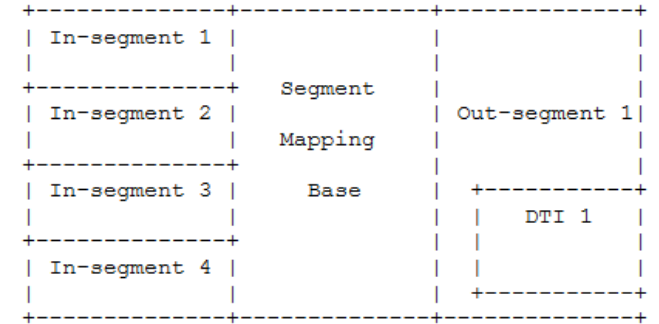 In-segment 1
Segment
In-segment 2 Out-segment 1
Mapping
In-segment 3 Base
DTI 1
In-segment 4